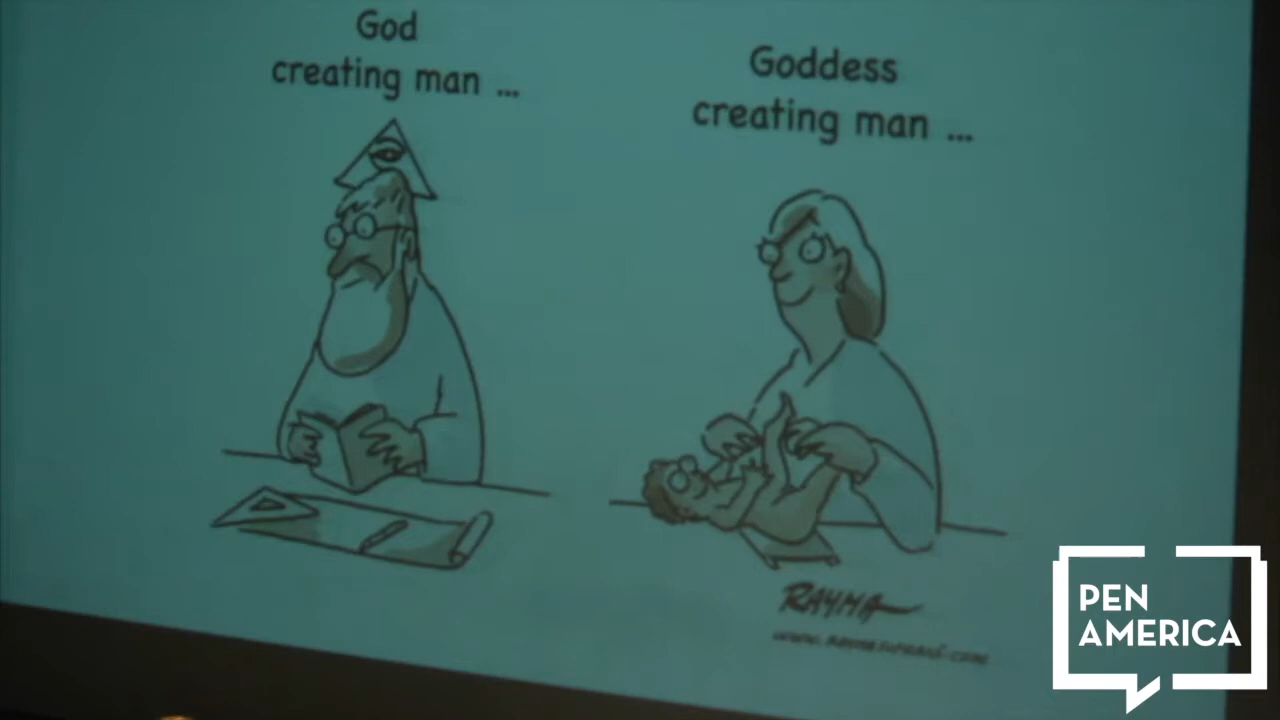 God
creating man ...
Goddess
creating man ...
RAYMA
PEN
AMERICA